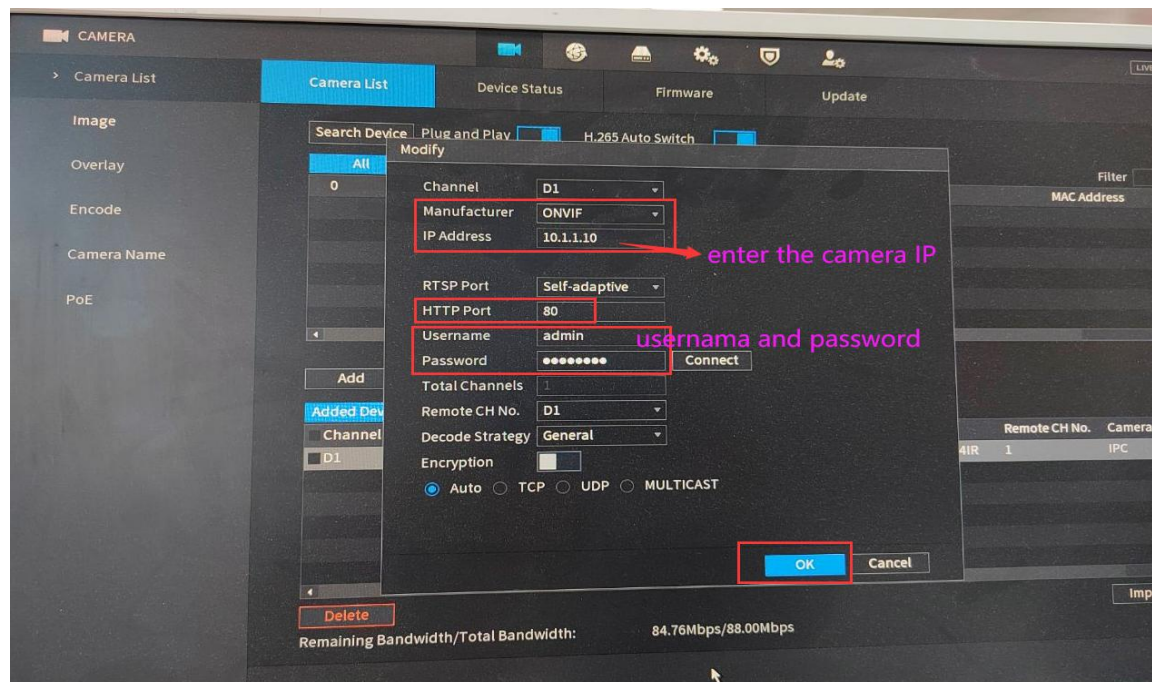 CAMERA
LIVE
Camera List
Image
Overlay
Encode
Camera Name
PoE
Camera List Device Status Firmware Update
Search Device Plug and Play H.265 Auto Switch
Modify
All
Filter
0
MAC Address
Channel D1
Manufacturer ONVIF
IP Address 10.1.1.10
enter the camera IP
RTSP Port Self-adaptive
HTTP Port 80
Username admin
usernama and password
Password Connect
Add
Total Channels 1
Added Dev
Remote CH No. D1
Channel
Remote CH No. Camera
Decode Strategy General
D1
4IR 1 IPC
Encryption
Auto TCP UDP MULTICAST
OK Cancel
Imp
Delete
Remaining Bandwidth/Total Bandwidth: 84.76Mbps/88.00Mbps